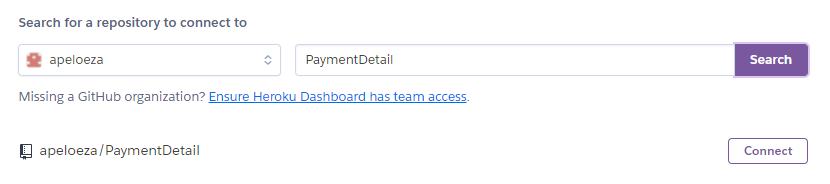 Search for a repository to connect to
apeloeza PaymentDetail Search
Missing a GitHub organization? Ensure Heroku Dashboard has team access.
apeloeza/PaymentDetail Connect